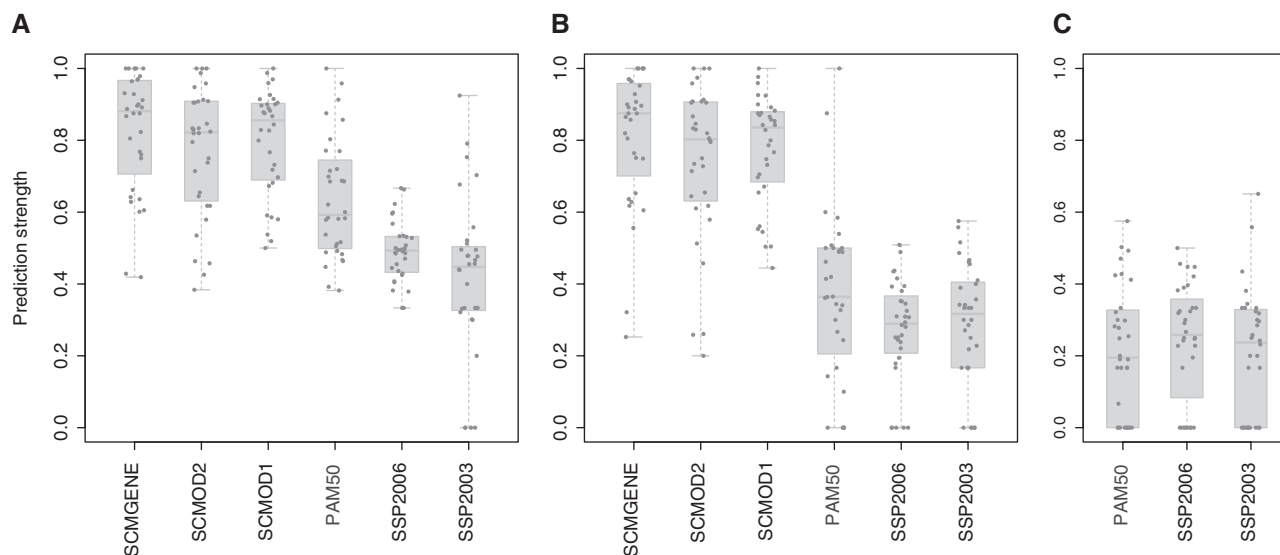 A
B
C
Prediction strength
1.0
0.8
0.6
0.4
0.2
0.0
SCMGENE
SCMOD2
SCMOD1
PAM50
SSP2006
SSP2003
1.0
0.8
0.6
0.4
0.2
0.0
SCMGENE
SCMOD2
SCMOD1
PAM50
SSP2006
SSP2003
1.0
0.8
0.6
0.4
0.2
0.0
PAM50
SSP2006
SSP2003